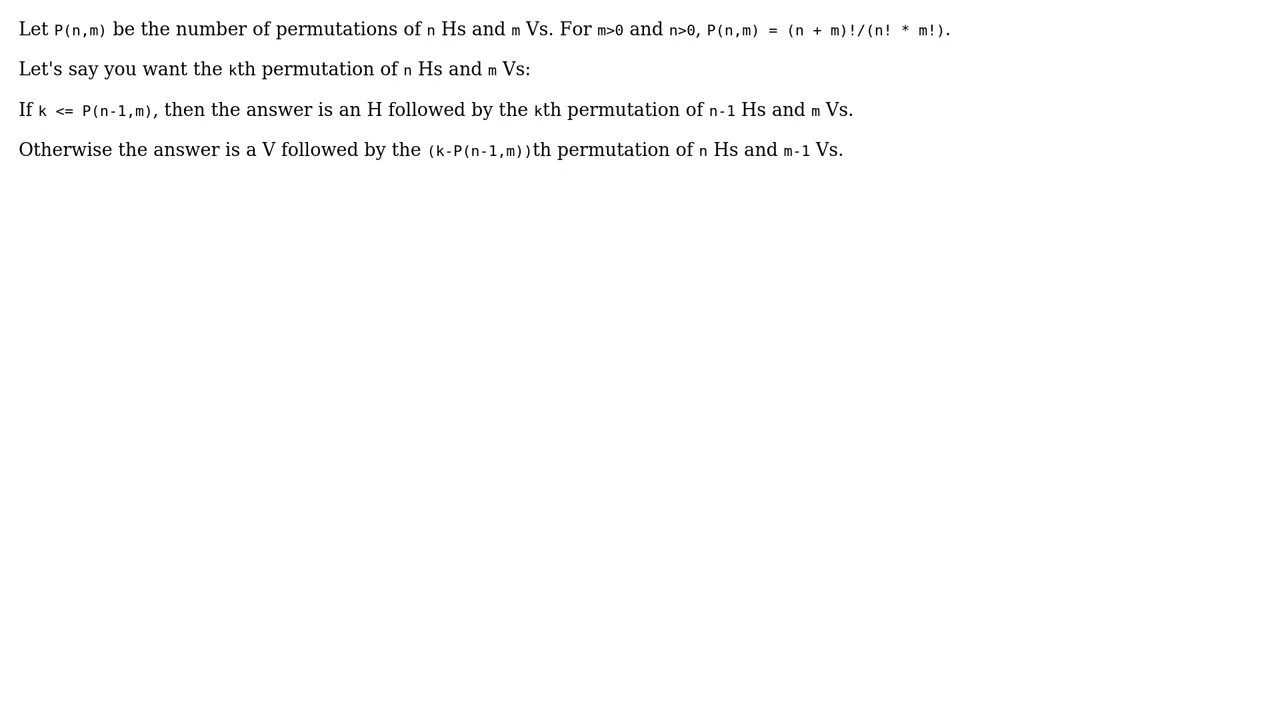 Let P(n,m) be the number of permutations of n Hs and m Vs. For m>0 and n>0, P(n,m) = (n + m)!/(n! * m!).
Let's say you want the kth permutation of n Hs and m Vs:
If k <= P(n-1,m), then the answer is an H followed by the kth permutation of n-1 Hs and m Vs.
Otherwise the answer is a V followed by the (k-P(n-1,m))th permutation of n Hs and m-1 Vs.